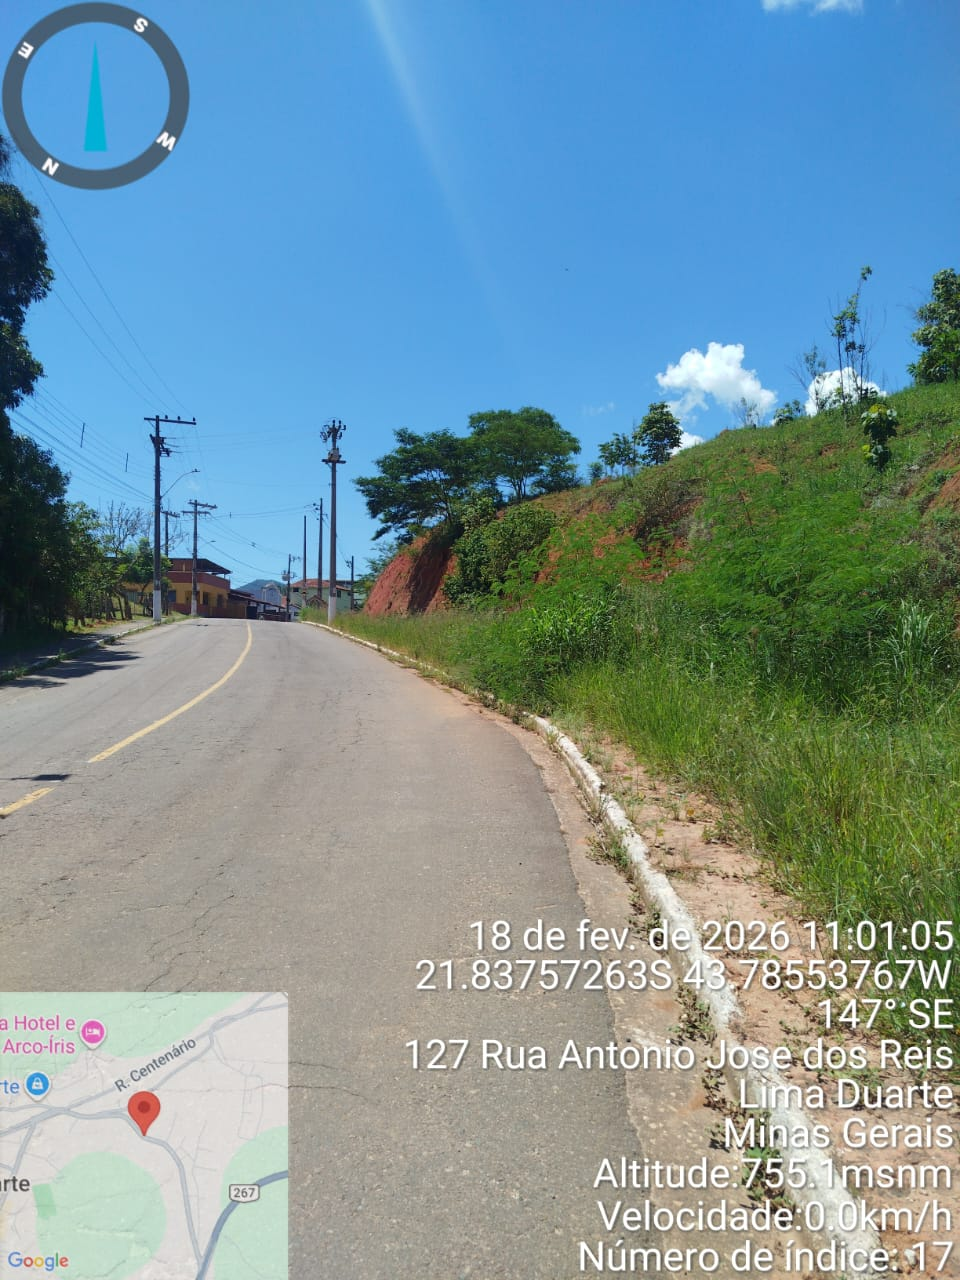 S
E
W
N
18 de fev. de 2026 11:01:05
21.83757263S 43.78553767W
147° SE
127 Rua Antonio Jose dos Reis
Lima Duarte
Minas Gerais
Altitude:755.1msnm
Velocidade:0.0km/h
Número de índice: 17
a Hotel e
Arco-Íris
R. Centenário
rte
arte
267
Google